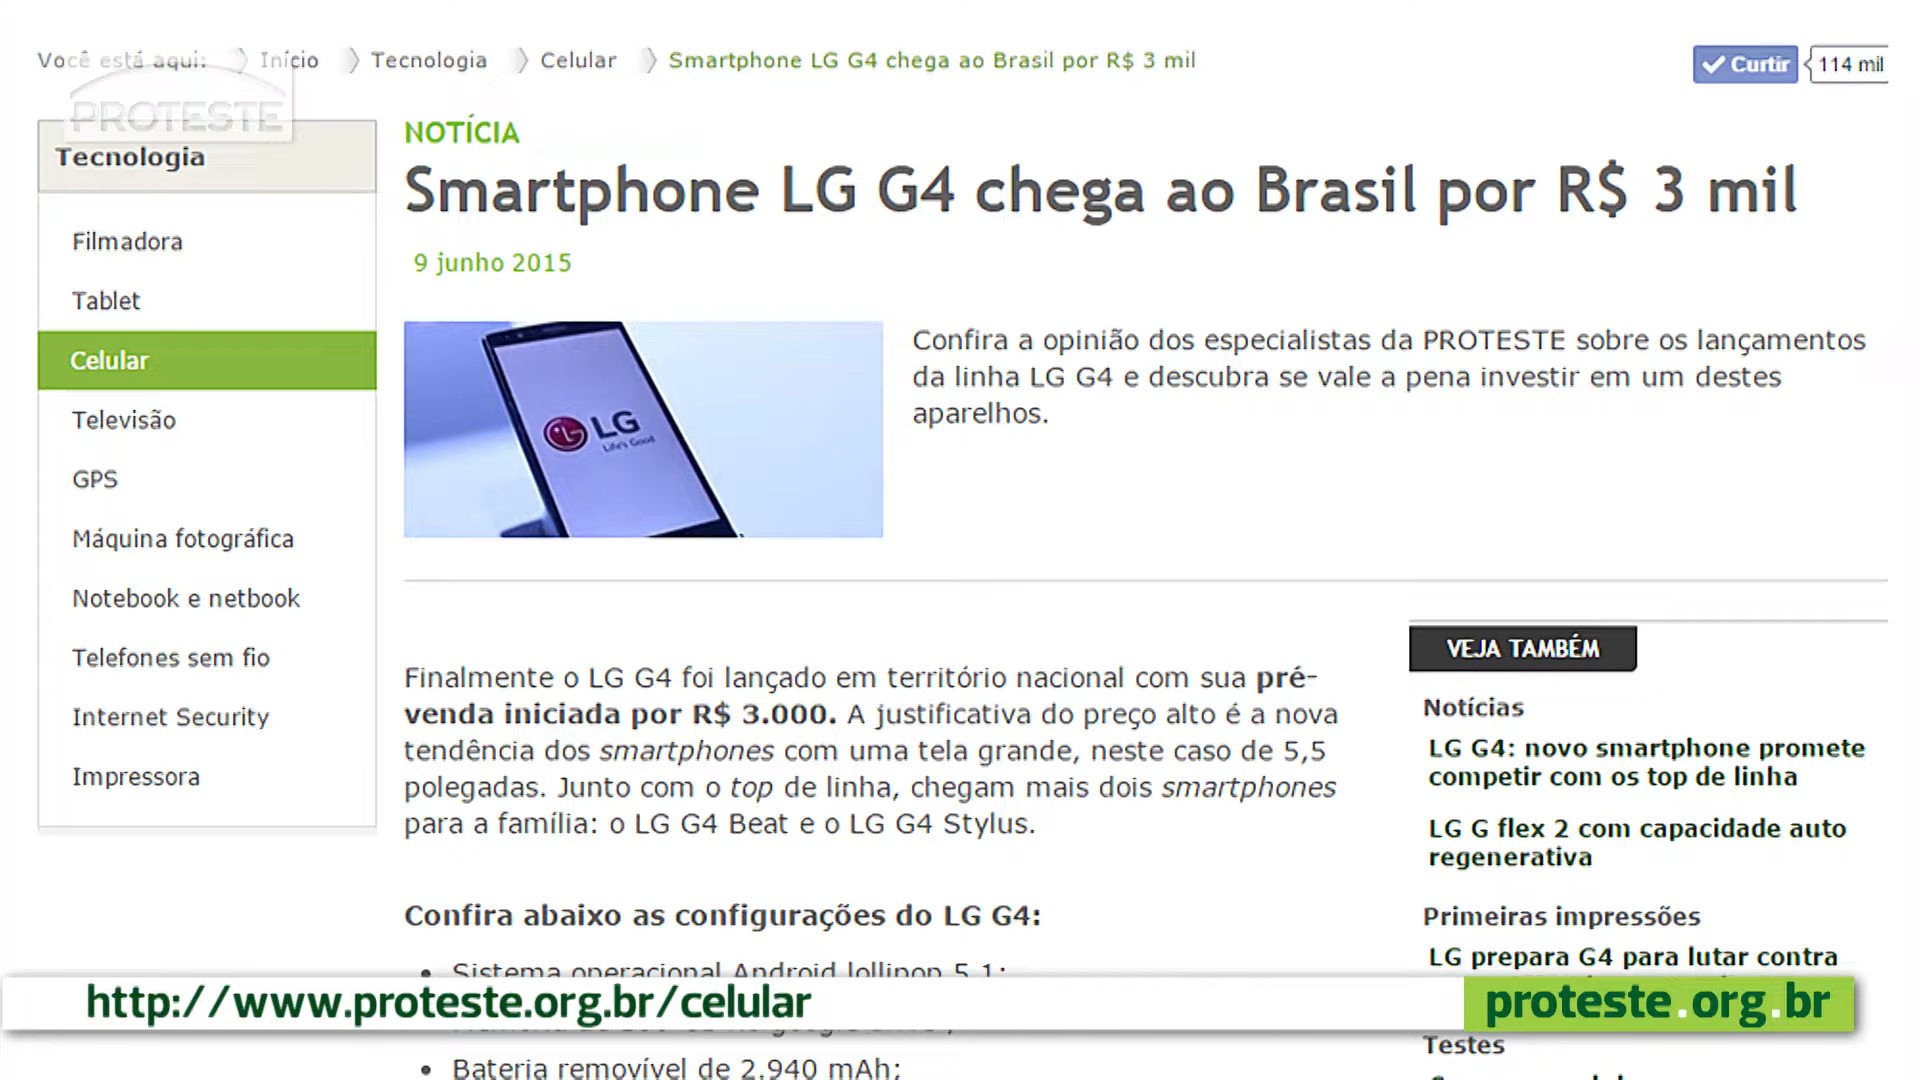 Você está aqui: Início Tecnologia Celular Smartphone LG G4 chega ao Brasil por R$ 3 mil
Curtir 114 mil
PROTESTE
Tecnologia
Filmadora
Tablet
Celular
Televisão
GPS
Máquina fotográfica
Notebook e netbook
Telefones sem fio
Internet Security
Impressora
NOTÍCIA
Smartphone LG G4 chega ao Brasil por R$ 3 mil
9 junho 2015
LG
Life's Good
Confira a opinião dos especialistas da PROTESTE sobre os lançamentos
da linha LG G4 e descubra se vale a pena investir em um destes
aparelhos.
Finalmente o LG G4 foi lançado em território nacional com sua pré-
venda iniciada por R$ 3.000. A justificativa do preço alto é a nova
tendência dos smartphones com uma tela grande, neste caso de 5,5
polegadas. Junto com o top de linha, chegam mais dois smartphones
para a família: o LG G4 Beat e o LG G4 Stylus.
Confira abaixo as configurações do LG G4:
• Sistema operacional Android lollipop 5.1;
• Bateria removível de 2.940 mAh;
VEJA TAMBÉM
Notícias
LG G4: novo smartphone promete
competir com os top de linha
LG G flex 2 com capacidade auto
regenerativa
Primeiras impressões
LG prepara G4 para lutar contra
Testes
http://www.proteste.org.br/celular
proteste.org.br